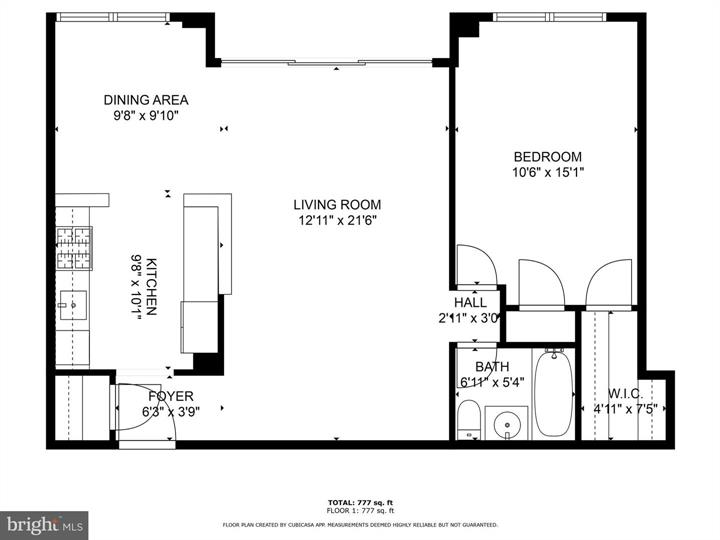 DINING AREA
9'8" x 9'10"
BEDROOM
10'6" x 15'1"
LIVING ROOM
12'11" x 21'6"
KITCHEN
9'8" x 10'1"
HALL
2'11" x 3'0"
BATH
6'11" x 5'4"
FOYER
6'3" x 3'9"
W.I.C.
4'11" x 7'5"
TOTAL: 777 sq. ft
FLOOR 1: 777 sq. ft
FLOOR PLAN CREATED BY CUBICASA APP. MEASUREMENTS DEEMED HIGHLY RELIABLE BUT NOT GUARANTEED.
bright MLS